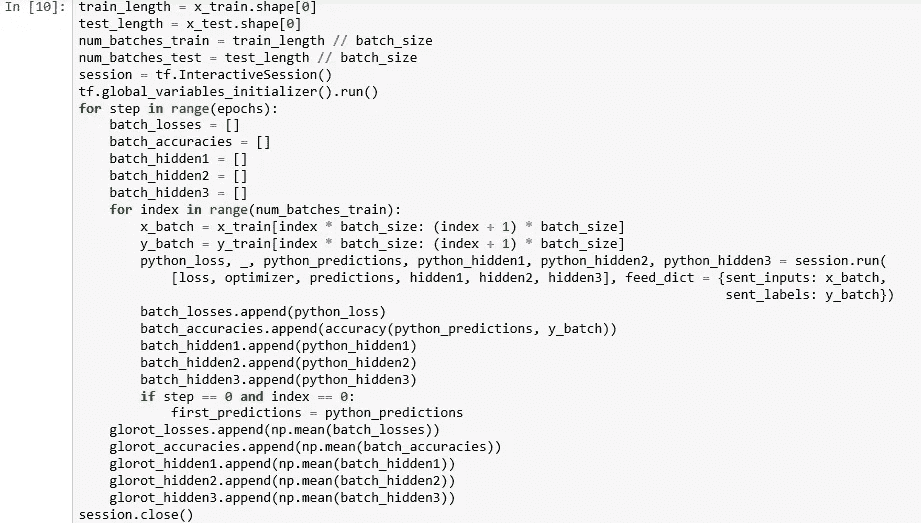 In [10]: train_length = x_train.shape[0]
test_length = x_test.shape[0]
num_batches_train = train_length // batch_size
num_batches_test = test_length // batch_size
session = tf.InteractiveSession()
tf.global_variables_initializer().run()
for step in range(epochs):
    batch_losses = []
    batch_accuracies = []
    batch_hidden1 = []
    batch_hidden2 = []
    batch_hidden3 = []
    for index in range(num_batches_train):
        x_batch = x_train[index * batch_size: (index + 1) * batch_size]
        y_batch = y_train[index * batch_size: (index + 1) * batch_size]
        python_loss, _, python_predictions, python_hidden1, python_hidden2, python_hidden3 = session.run(
            [loss, optimizer, predictions, hidden1, hidden2, hidden3], feed_dict = {sent_inputs: x_batch,
                                                                                    sent_labels: y_batch})
        batch_losses.append(python_loss)
        batch_accuracies.append(accuracy(python_predictions, y_batch))
        batch_hidden1.append(python_hidden1)
        batch_hidden2.append(python_hidden2)
        batch_hidden3.append(python_hidden3)
        if step == 0 and index == 0:
            first_predictions = python_predictions
    glorot_losses.append(np.mean(batch_losses))
    glorot_accuracies.append(np.mean(batch_accuracies))
    glorot_hidden1.append(np.mean(batch_hidden1))
    glorot_hidden2.append(np.mean(batch_hidden2))
    glorot_hidden3.append(np.mean(batch_hidden3))
session.close()